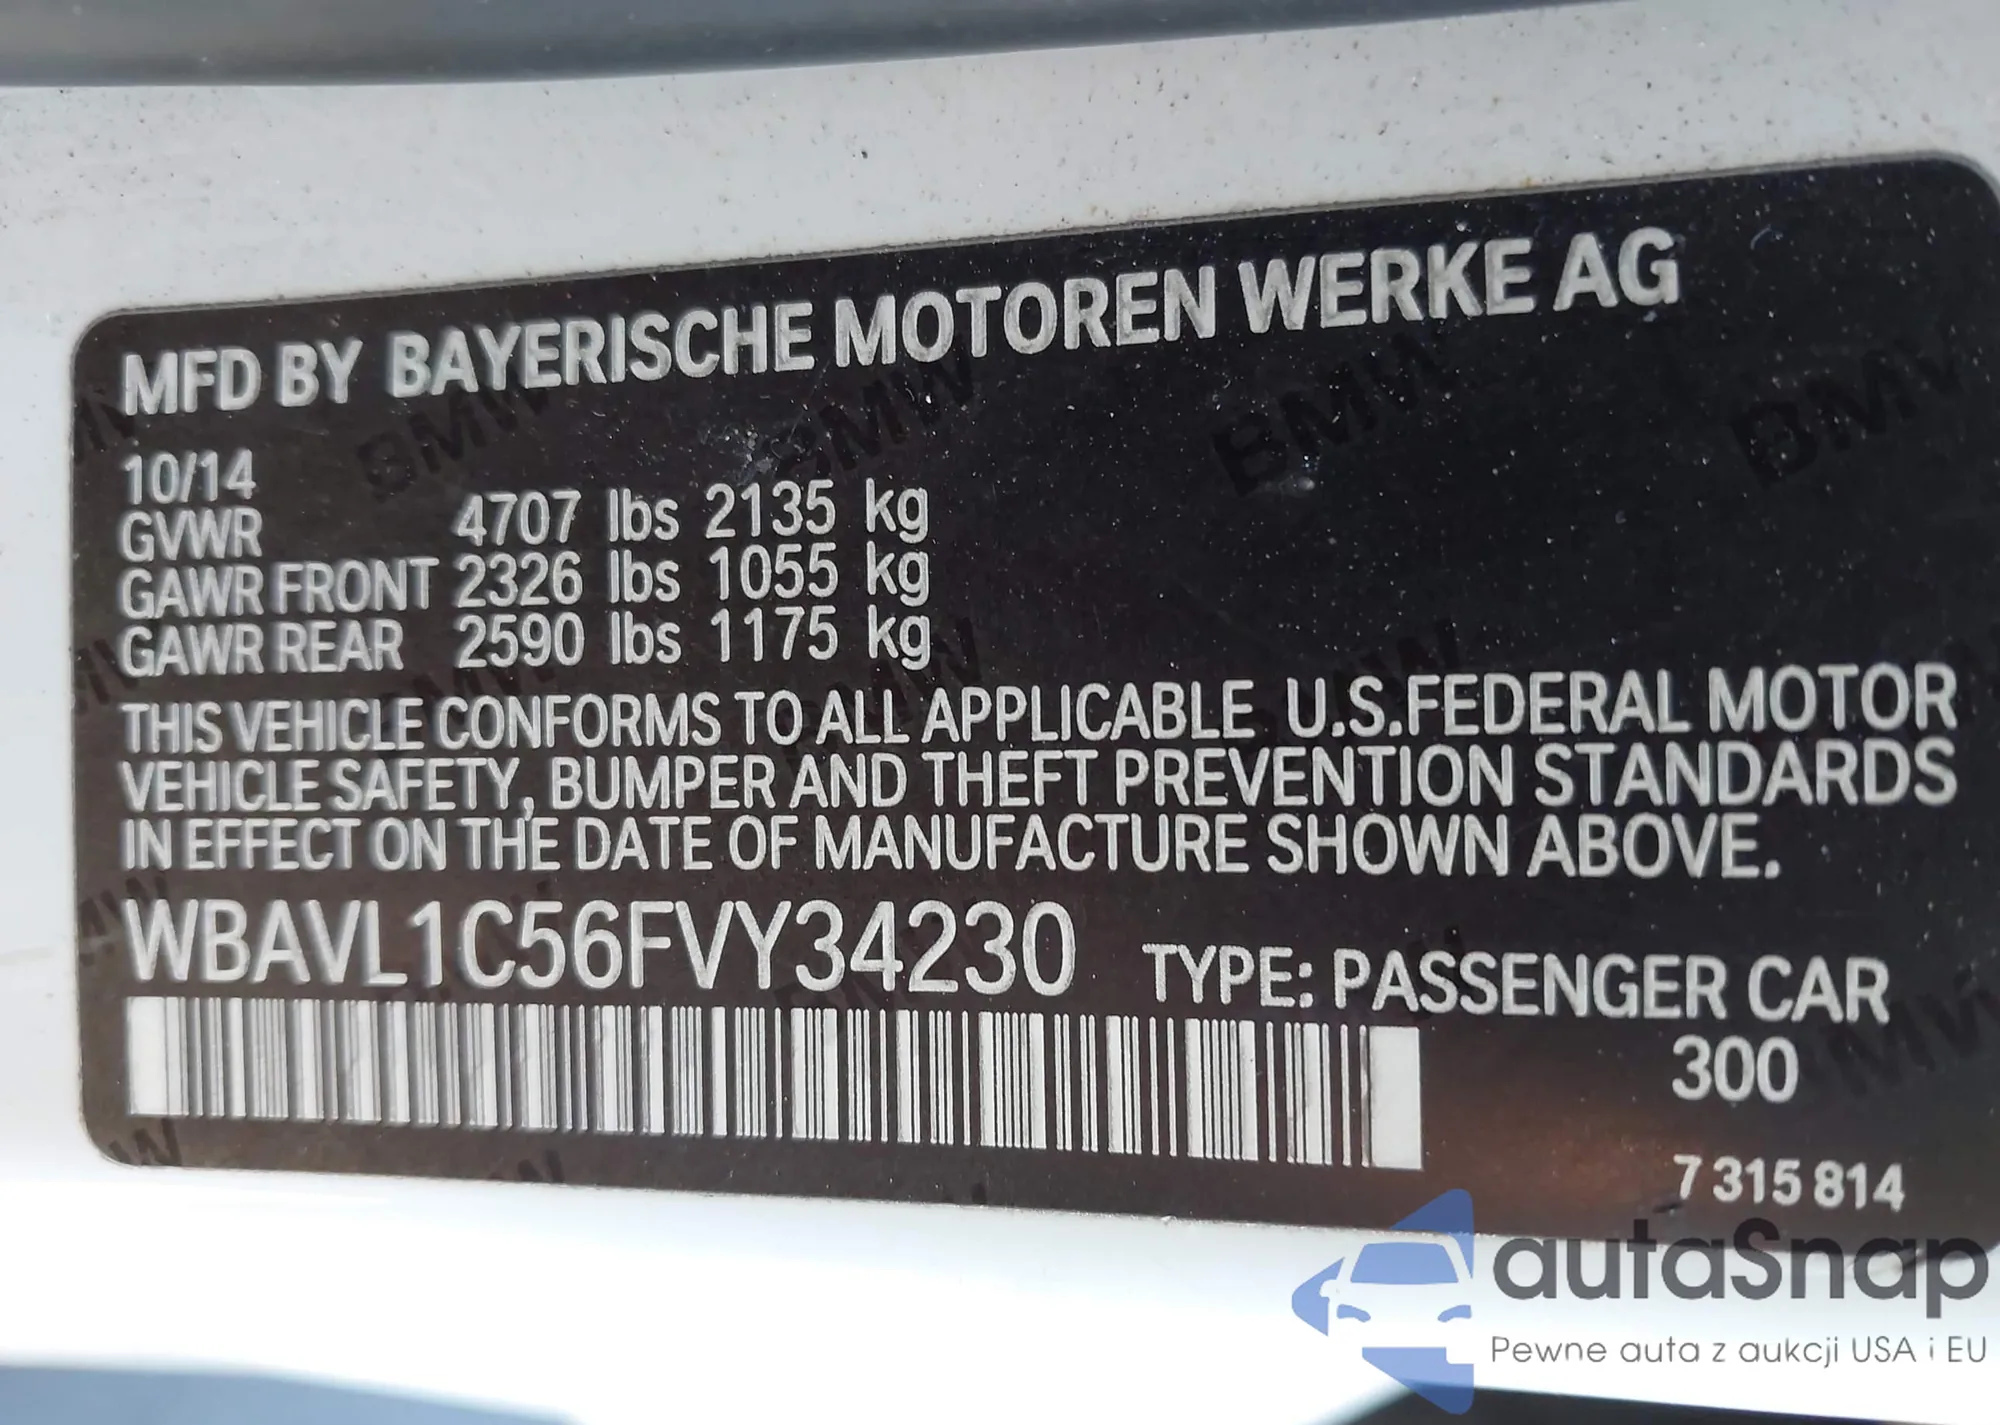 MFD BY BAYERISCHE MOTOREN WERKE AG
10/14
GVWR 4707 lbs 2135 kg
GAWR FRONT 2326 lbs 1055 kg
GAWR REAR 2590 lbs 1175 kg
THIS VEHICLE CONFORMS TO ALL APPLICABLE U.S.FEDERAL MOTOR
VEHICLE SAFETY, BUMPER AND THEFT PREVENTION STANDARDS
IN EFFECT ON THE DATE OF MANUFACTURE SHOWN ABOVE.
WBAVL1C56FVY34230 TYPE: PASSENGER CAR
300
7 315 814
autaSnap
Pewne auta z aukcji USA i EU